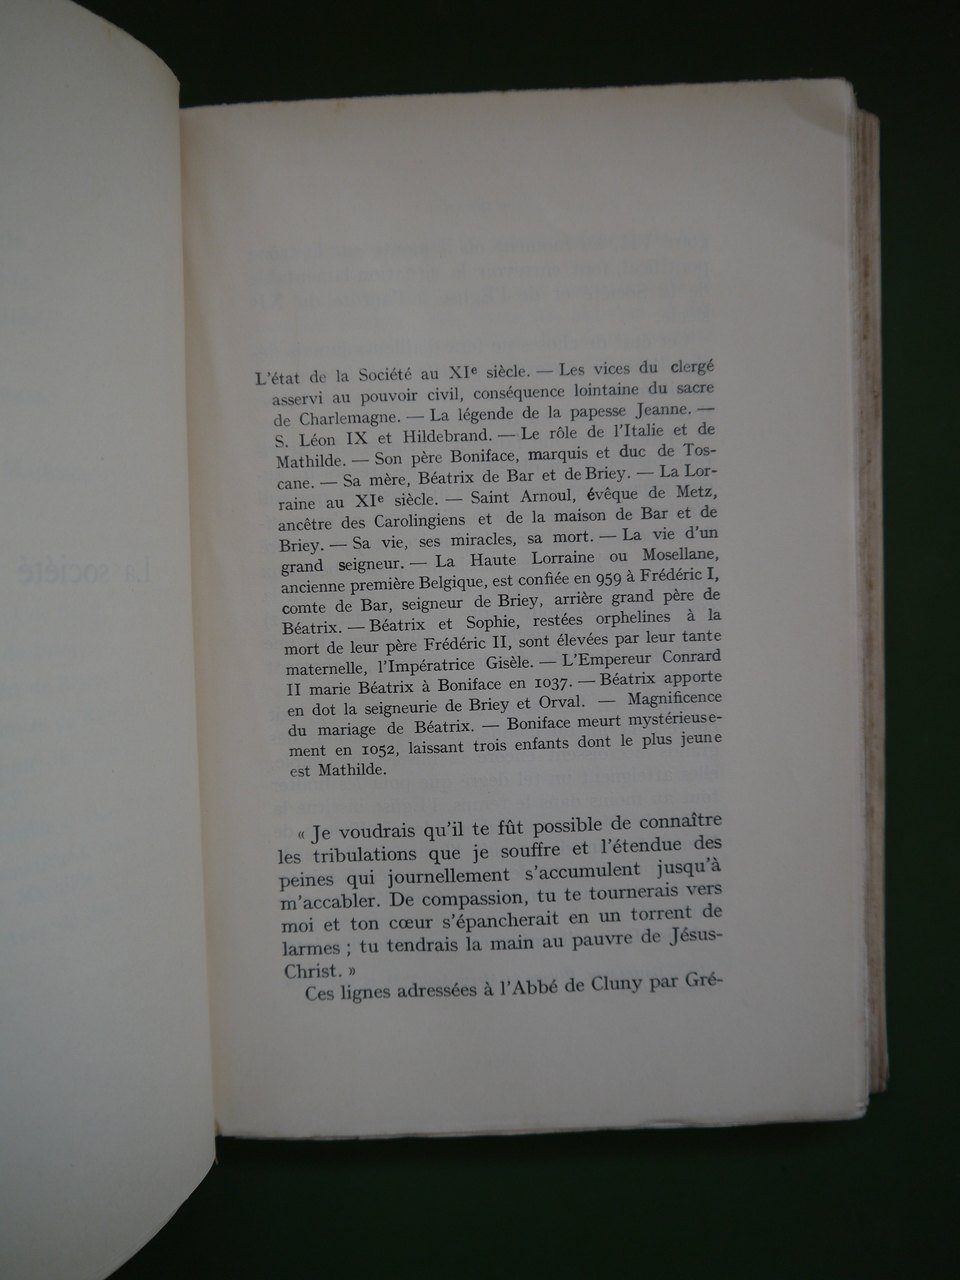 L'état de la Société au XIe siècle. — Les vices du clergé
asservi au pouvoir civil, conséquence lointaine du sacre
de Charlemagne. — La légende de la papesse Jeanne. —
S. Léon IX et Hildebrand. — Le rôle de l'Italie et de
Mathilde. — Son père Boniface, marquis et duc de Tos-
cane. — Sa mère, Béatrix de Bar et de Briey. — La Lor-
raine au XIe siècle. — Saint Arnoul, évêque de Metz,
ancêtre des Carolingiens et de la maison de Bar et de
Briey. — Sa vie, ses miracles, sa mort. — La vie d'un
grand seigneur. — La Haute Lorraine ou Mosellane,
ancienne première Belgique, est confiée en 959 à Frédéric I,
comte de Bar, seigneur de Briey, arrière grand père de
Béatrix. — Béatrix et Sophie, restées orphelines à la
mort de leur père Frédéric II, sont élevées par leur tante
maternelle, l'Impératrice Gisèle. — L'Empereur Conrard
II marie Béatrix à Boniface en 1037. — Béatrix apporte
en dot la seigneurie de Briey et Orval. — Magnificence
du mariage de Béatrix. — Boniface meurt mystérieuse-
ment en 1052, laissant trois enfants dont le plus jeune
est Mathilde.
« Je voudrais qu'il te fût possible de connaître
les tribulations que je souffre et l'étendue des
peines qui journellement s'accumulent jusqu'à
m'accabler. De compassion, tu te tournerais vers
moi et ton cœur s'épancherait en un torrent de
larmes ; tu tendrais la main au pauvre de Jésus-
Christ. »
Ces lignes adressées à l'Abbé de Cluny par Gré-